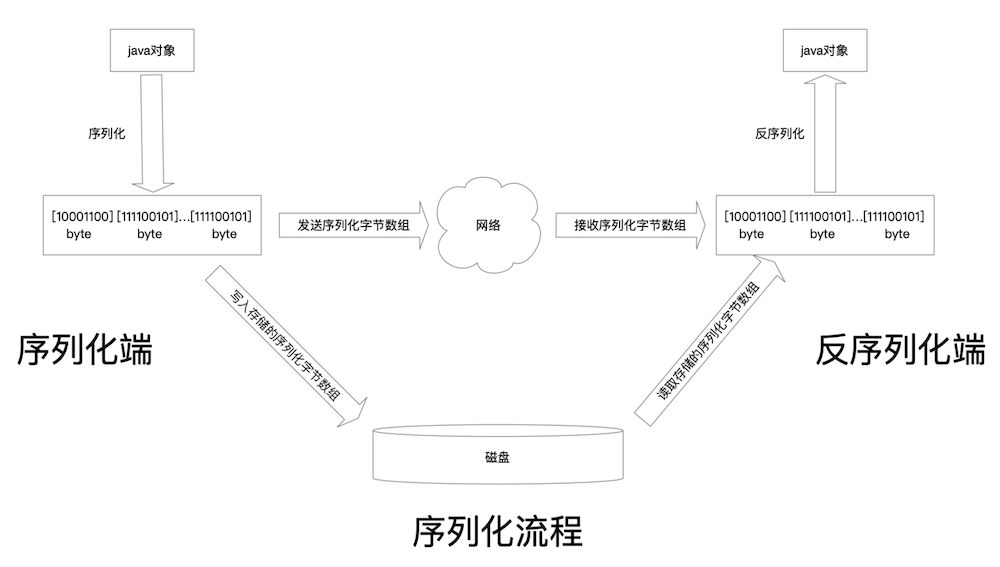 java对象
java对象
序列化
反序列化
[10001100] [111100101]...[111100101]
byte byte byte
发送序列化字节数组
网络
接收序列化字节数组
[10001100] [111100101]...[111100101]
byte byte byte
写入存储的序列化字节数组
读取存储的序列化字节数组
序列化端
反序列化端
磁盘
序列化流程